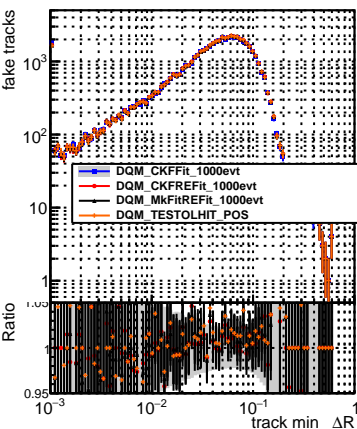 fake tracks
10³
10²
10
1
DQM_CKFFit_1000evt
DQM_CKFREFit_1000evt
DQM_MkFitREFit_1000evt
DQM_TESTOLHIT_POS
Ratio
1.05
1
0.95
10⁻³ 10⁻² 10⁻¹ 1
track min ΔR